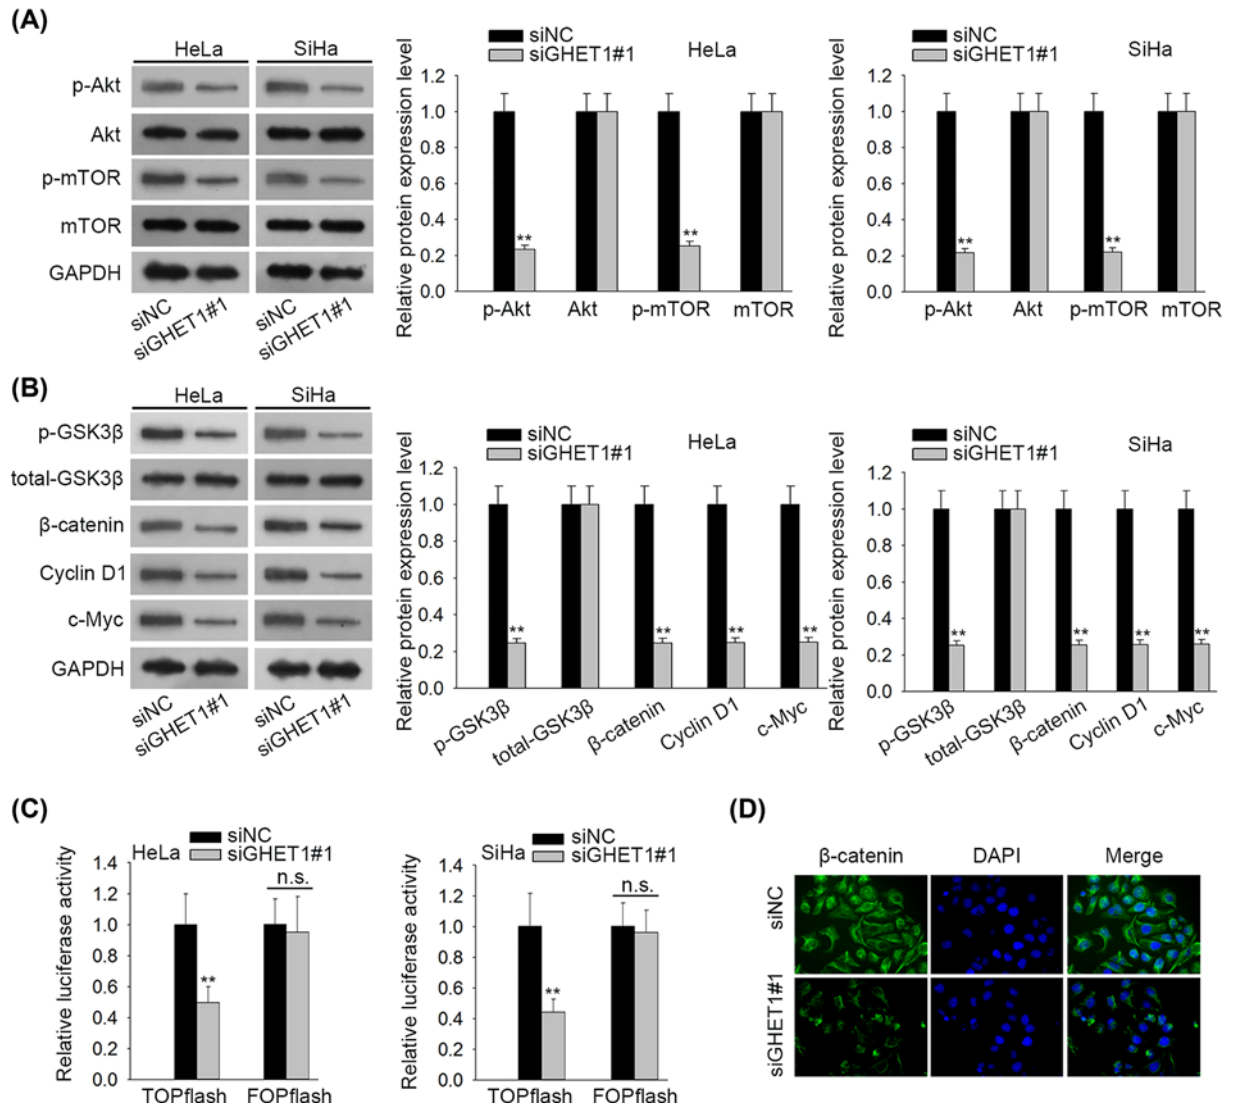 (A)
HeLa SiHa
p-Akt
Akt
p-mTOR
mTOR
GAPDH
siNC siGHET1#1 siNC siGHET1#1
siNC
siGHET1#1
HeLa
Relative protein expression level
1.2
1.0
0.8
0.6
0.4
0.2
0.0
** **
p-Akt Akt p-mTOR mTOR
siNC
siGHET1#1
SiHa
Relative protein expression level
1.2
1.0
0.8
0.6
0.4
0.2
0.0
** **
p-Akt Akt p-mTOR mTOR
(B)
HeLa SiHa
p-GSK3β
total-GSK3β
β-catenin
Cyclin D1
c-Myc
GAPDH
siNC siGHET1#1 siNC siGHET1#1
siNC
siGHET1#1
HeLa
Relative protein expression level
1.2
1.0
0.8
0.6
0.4
0.2
0.0
** ** ** **
p-GSK3β total-GSK3β β-catenin Cyclin D1 c-Myc
siNC
siGHET1#1
SiHa
Relative protein expression level
1.2
1.0
0.8
0.6
0.4
0.2
0.0
** ** ** **
p-GSK3β total-GSK3β β-catenin Cyclin D1 c-Myc
(C)
siNC
siGHET1#1
HeLa
Relative luciferase activity
1.4
1.2
1.0
0.8
0.6
0.4
0.2
0.0
n.s.
**
TOPflash FOPflash
siNC
siGHET1#1
SiHa
Relative luciferase activity
1.4
1.2
1.0
0.8
0.6
0.4
0.2
0.0
n.s.
**
TOPflash FOPflash
(D)
β-catenin DAPI Merge
siNC
siGHET1#1